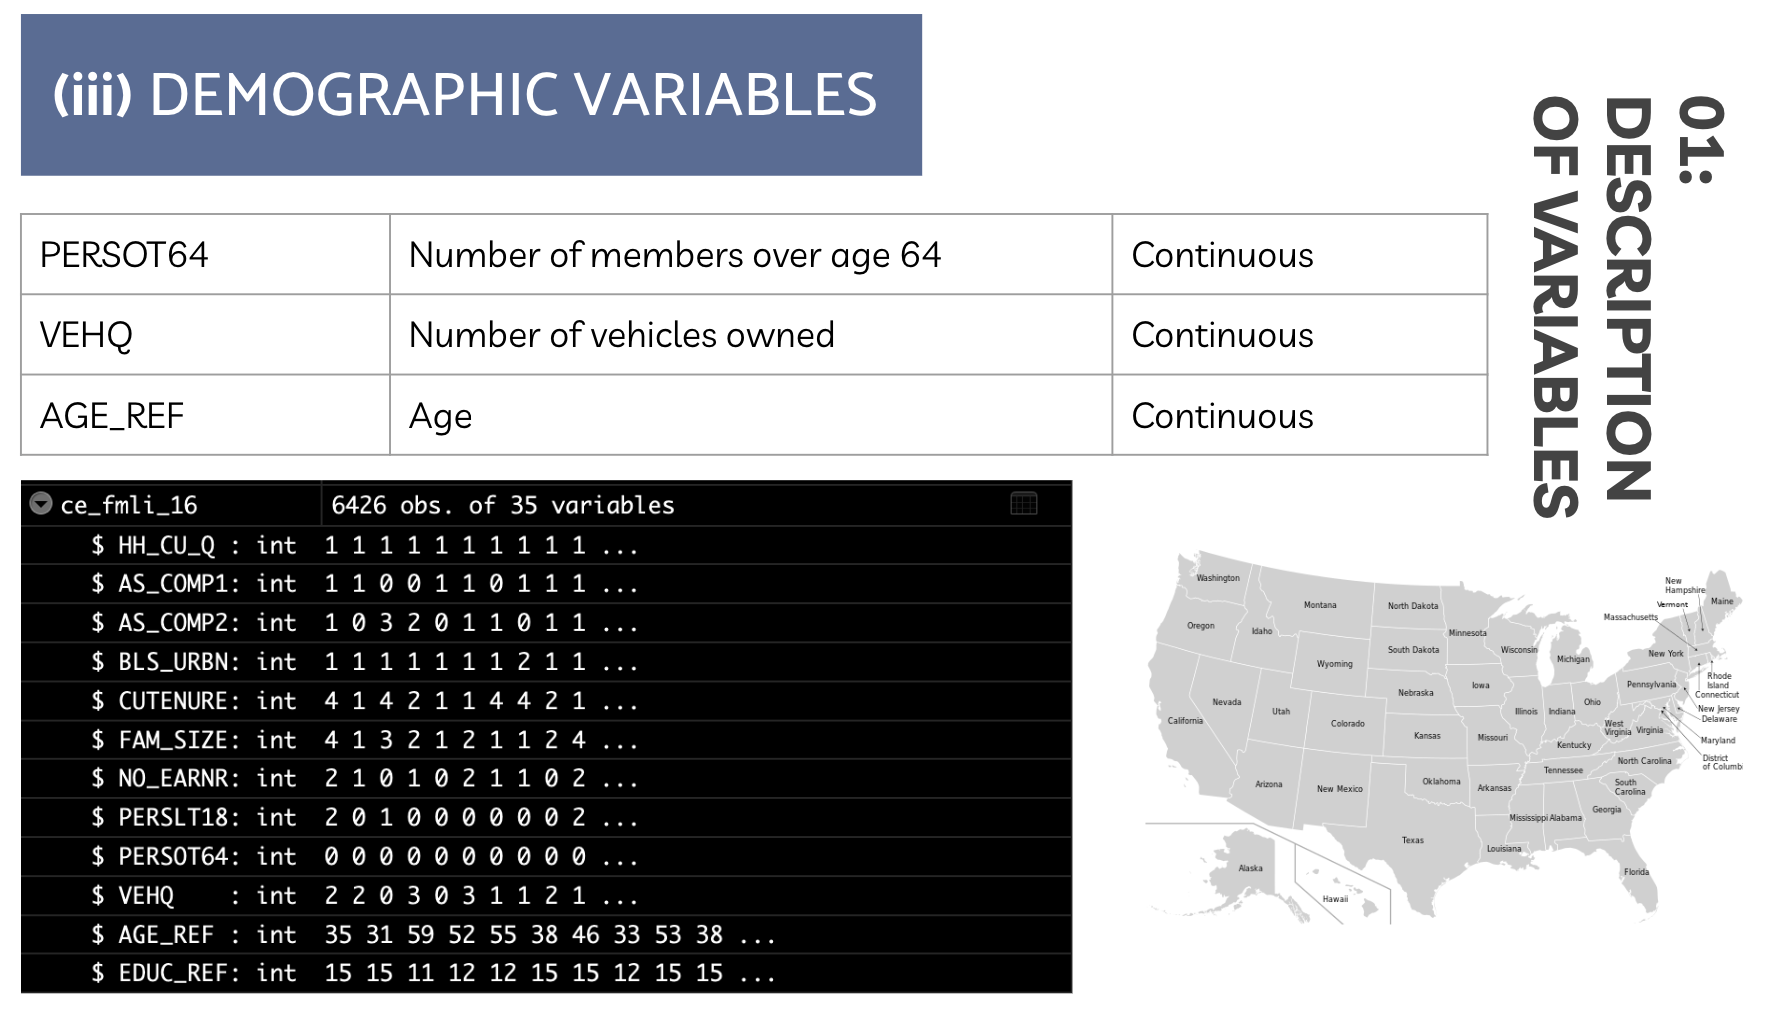 (iii) DEMOGRAPHIC VARIABLES
01:
DESCRIPTION
OF VARIABLES
PERSOT64 Number of members over age 64 Continuous
VEHQ Number of vehicles owned Continuous
AGE_REF Age Continuous
ce_fmli_16 6426 obs. of 35 variables
$ HH_CU_Q : int 1 1 1 1 1 1 1 1 1 1 ...
$ AS_COMP1: int 1 1 0 0 1 1 0 1 1 1 ...
$ AS_COMP2: int 1 0 3 2 0 1 1 0 1 1 ...
$ BLS_URBN: int 1 1 1 1 1 1 1 2 1 1 ...
$ CUTENURE: int 4 1 4 2 1 1 4 4 2 1 ...
$ FAM_SIZE: int 4 1 3 2 1 2 1 1 2 4 ...
$ NO_EARNR: int 2 1 0 1 0 2 1 1 0 2 ...
$ PERSLT18: int 2 0 1 0 0 0 0 0 0 2 ...
$ PERSOT64: int 0 0 0 0 0 0 0 0 0 0 ...
$ VEHQ : int 2 2 0 3 0 3 1 1 2 1 ...
$ AGE_REF : int 35 31 59 52 55 38 46 33 53 38 ...
$ EDUC_REF: int 15 15 11 12 12 15 15 12 15 15 ...
Washington
Montana
North Dakota
Minnesota
Oregon
Idaho
South Dakota
Wisconsin
Michigan
Wyoming
New York
Vermont
New
Hampshire
Maine
Massachusetts
Rhode
Island
Connecticut
New Jersey
Delaware
Maryland
District
of Columbi
Pennsylvania
Iowa
Nebraska
Nevada
Utah
California
Colorado
Kansas
Missouri
Illinois
Indiana
Ohio
West
Virginia
Virginia
Kentucky
North Carolina
Tennessee
South
Carolina
Arizona
New Mexico
Oklahoma
Arkansas
Mississippi
Alabama
Georgia
Texas
Louisiana
Florida
Alaska
Hawaii